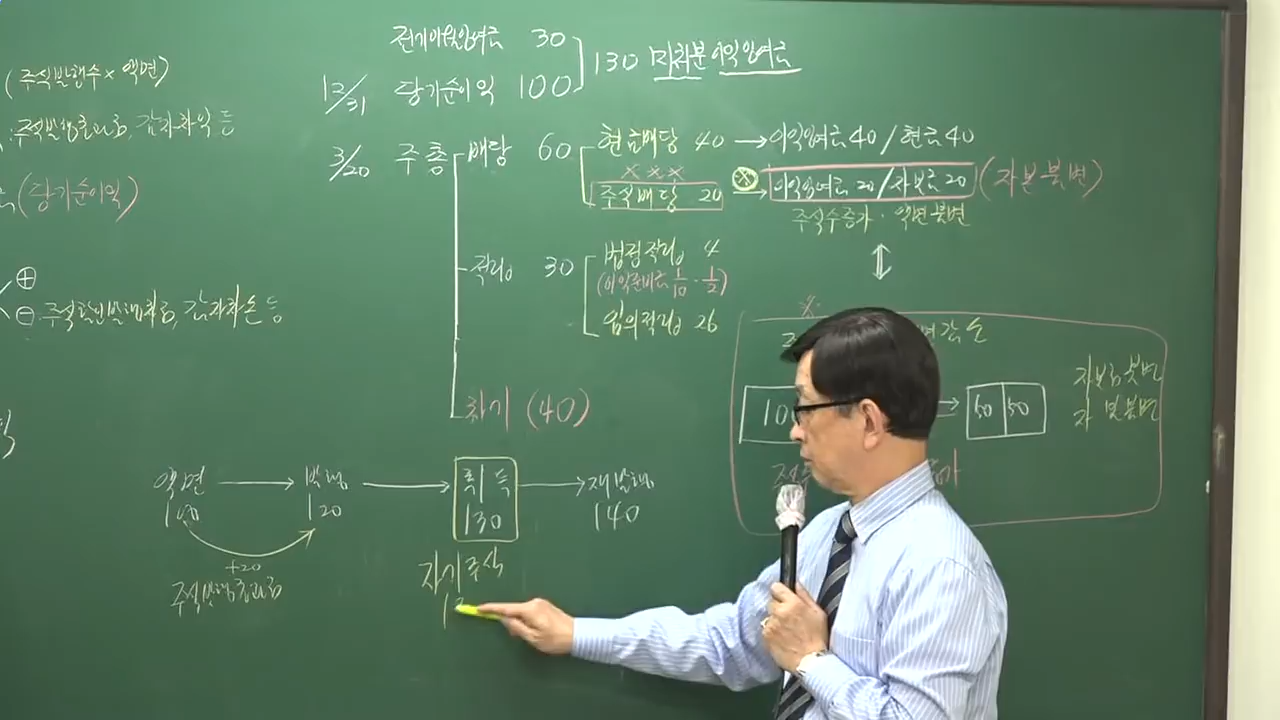 (주식발행수 × 액면)
주식발행초과금, 감자차익 등
(당기순이익)
⊕
⊖ 주식할인발행차금, 감자차손 등
전기이월잉여금 30
12/31 당기순이익 100
130 미처분 이익잉여금
3/20 주총
배당 60
현금배당 40 → 이익잉여금 40 / 현금 40
× × ×
주식배당 20 → 이익잉여금 20 / 자본금 20 (자본불변)
주식수증가 · 액면불변
적립 30
법정적립 4
(이익준비금 1/10 · 1/2)
임의적립 26
차기 (40)
100
→ 50 50
자본금 불변
자본불변
액면 → 발행 → 취득 → 재발행
100 120 130 140
+20
주식발행초과금
자기주식